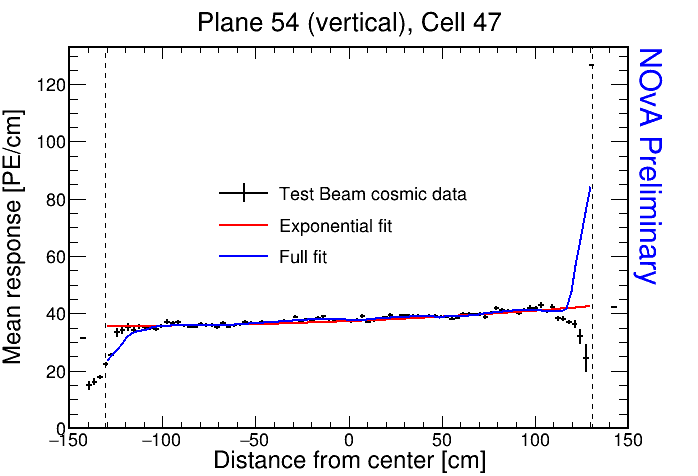 Plane 54 (vertical), Cell 47
Mean response [PE/cm]
120
100
80
60
40
20
0
Test Beam cosmic data
Exponential fit
Full fit
−150 −100 −50 0 50 100 150
Distance from center [cm]
NOvA Preliminary